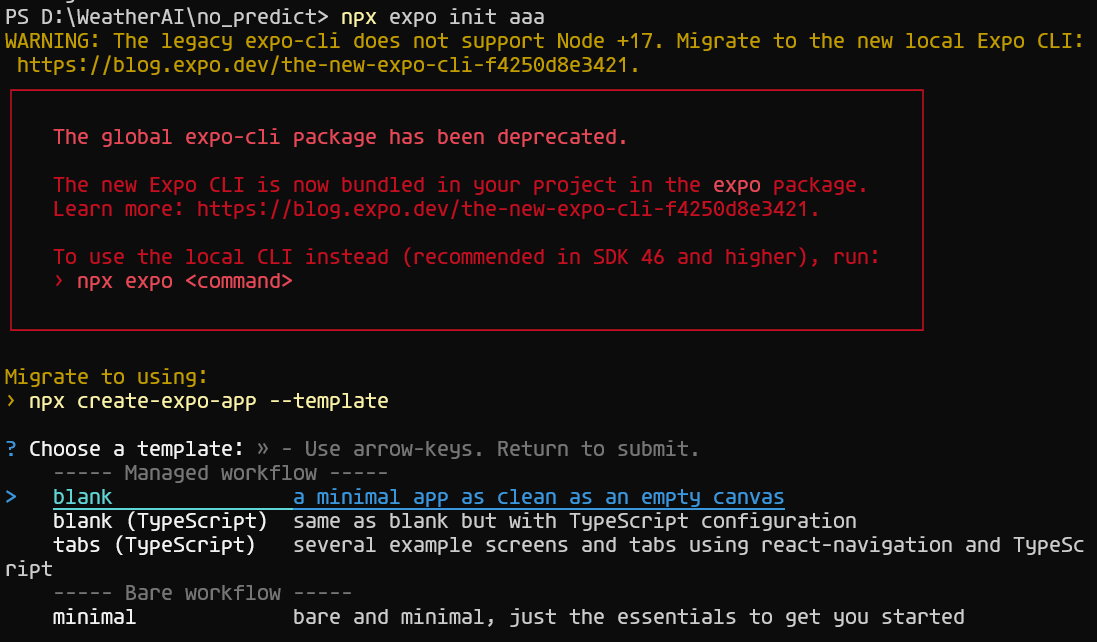 PS D:\WeatherAI\no_predict> npx expo init aaa
WARNING: The legacy expo-cli does not support Node +17. Migrate to the new local Expo CLI:
 https://blog.expo.dev/the-new-expo-cli-f4250d8e3421.
The global expo-cli package has been deprecated.
The new Expo CLI is now bundled in your project in the expo package.
Learn more: https://blog.expo.dev/the-new-expo-cli-f4250d8e3421.
To use the local CLI instead (recommended in SDK 46 and higher), run:
› npx expo <command>
Migrate to using:
› npx create-expo-app --template
? Choose a template: » - Use arrow-keys. Return to submit.
----- Managed workflow -----
> blank a minimal app as clean as an empty canvas
blank (TypeScript) same as blank but with TypeScript configuration
tabs (TypeScript) several example screens and tabs using react-navigation and TypeSc
ript
----- Bare workflow -----
minimal bare and minimal, just the essentials to get you started